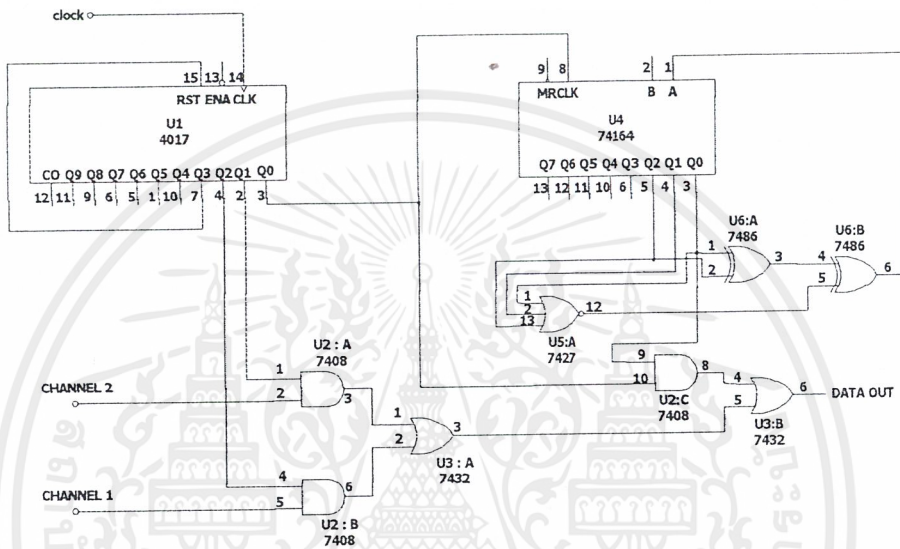 clock
15 13 14
RST ENA CLK
U1
4017
CO Q9 Q8 Q7 Q6 Q5 Q4 Q3 Q2 Q1 Q0
12 11 9 6 5 1 10 7 4 2 3
9 8
MR CLK
2 1
B A
U4
74164
Q7 Q6 Q5 Q4 Q3 Q2 Q1 Q0
13 12 11 10 6 5 4 3
U6:A
7486
1
2
3
U6:B
7486
4
5
6
1
2
13
12
U5:A
7427
U2 : A
7408
1
2
3
CHANNEL 2
9
10
8
U2:C
7408
4
5
6
DATA OUT
U3:B
7432
1
2
3
U3 : A
7432
CHANNEL 1
4
5
6
U2 : B
7408